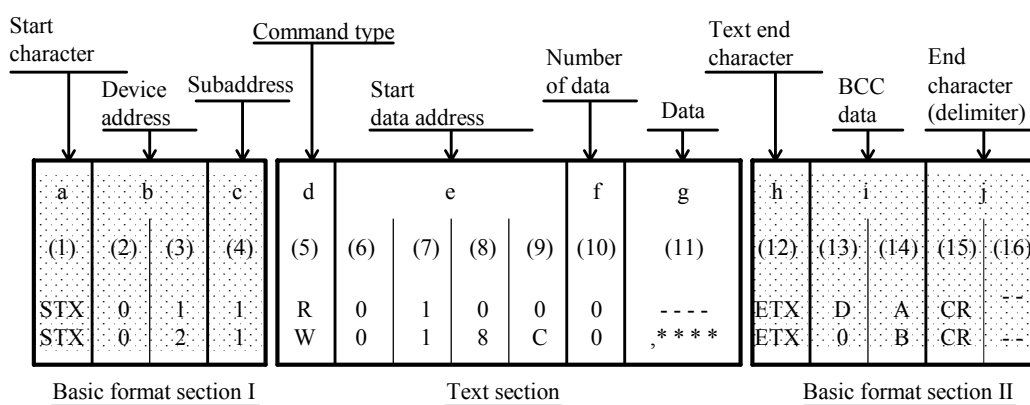 Start
character
Device
address
Subaddress
Command type
Start
data address
Number
of data
Data
Text end
character
BCC
data
End
character
(delimiter)
a b c d e f g h i j
(1) (2) (3) (4) (5) (6) (7) (8) (9) (10) (11) (12) (13) (14) (15) (16)
STX 0 1 1 R 0 1 0 0 0 - - - - ETX D A CR - -
STX 0 2 1 W 0 1 8 C 0 ,* * * * ETX 0 B CR - -
Basic format section I Text section Basic format section II